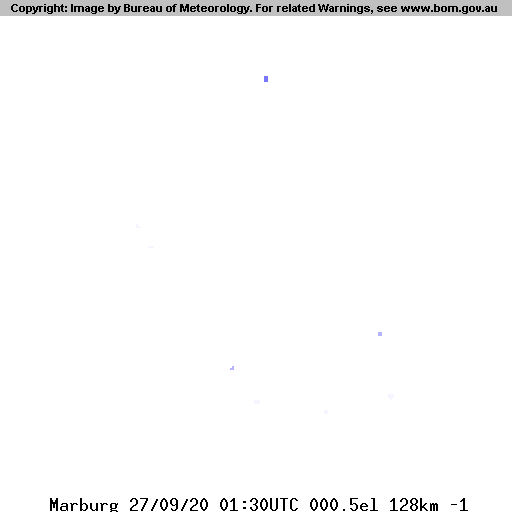 Copyright: Image by Bureau of Meteorology. For related Warnings, see www.bom.gov.au
Marburg 27/09/20 01:30UTC 000.5el 128km -1